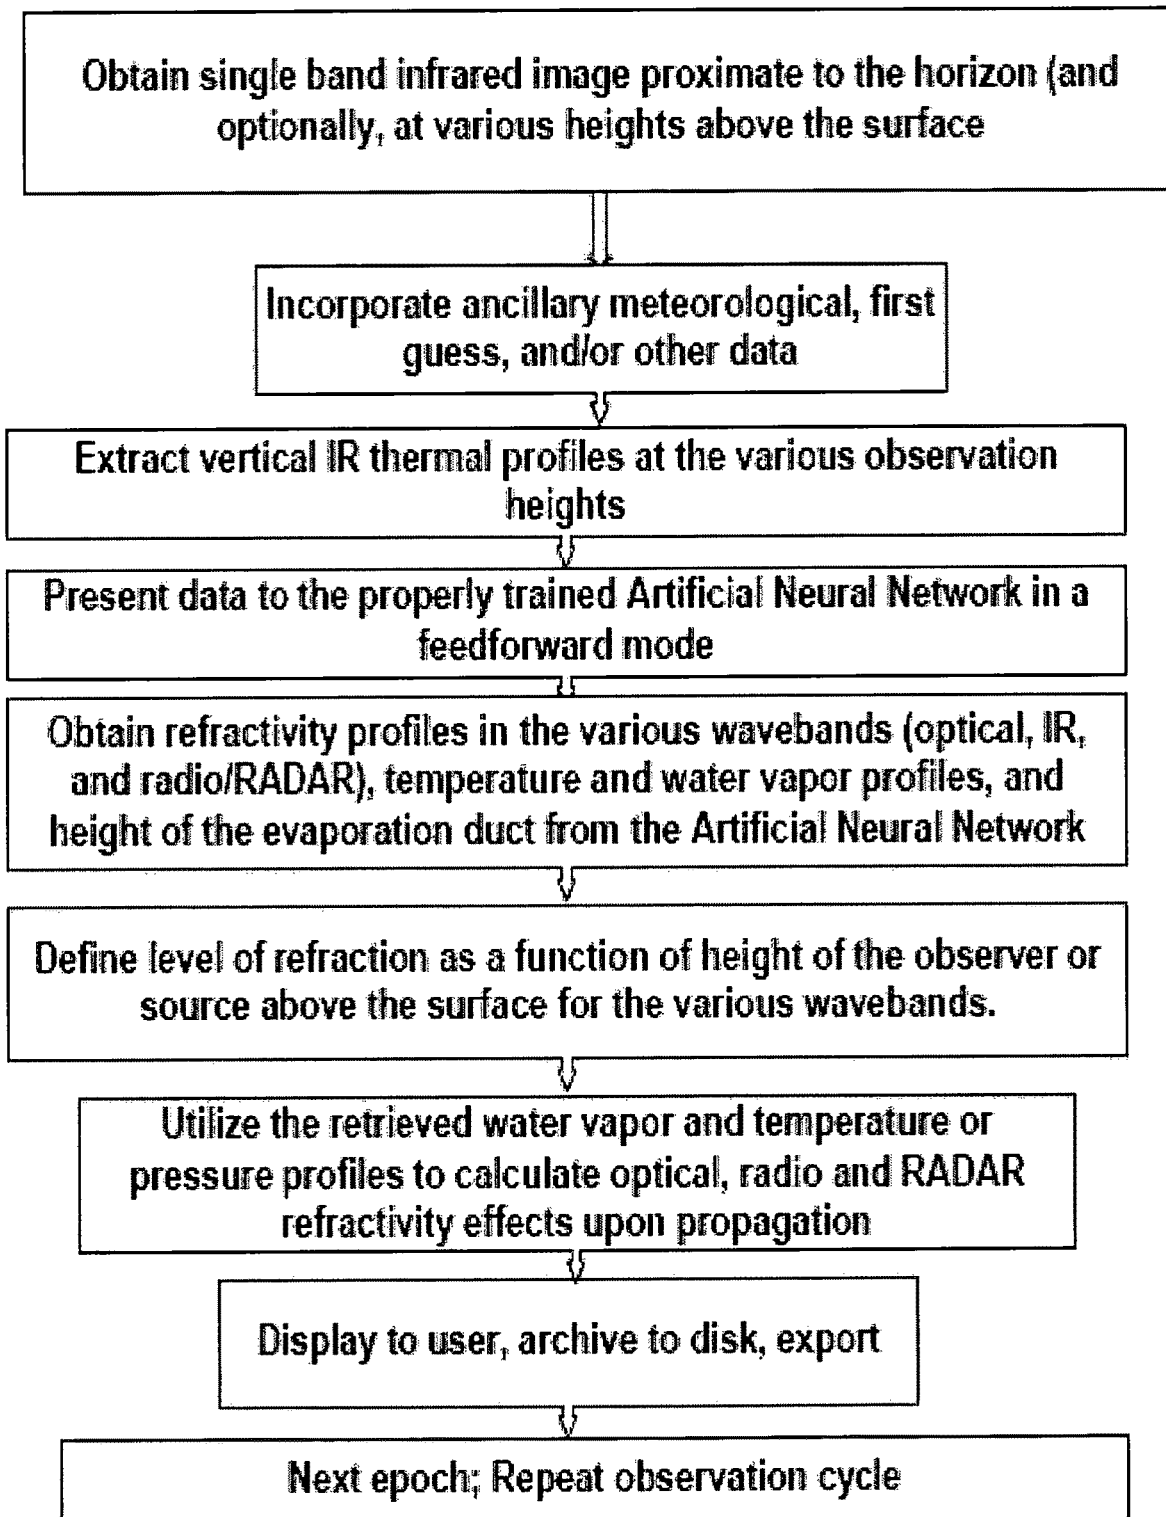 Obtain single band infrared image proximate to the horizon (and
optionally, at various heights above the surface
Incorporate ancillary meteorological, first
guess, and/or other data
Extract vertical IR thermal profiles at the various observation
heights
Present data to the properly trained Artificial Neural Network in a
feedforward mode
Obtain refractivity profiles in the various wavebands (optical, IR,
and radio/RADAR), temperature and water vapor profiles, and
height of the evaporation duct from the Artificial Neural Network
Define level of refraction as a function of height of the observer or
source above the surface for the various wavebands.
Utilize the retrieved water vapor and temperature or
pressure profiles to calculate optical, radio and RADAR
refractivity effects upon propagation
Display to user, archive to disk, export
Next epoch; Repeat observation cycle